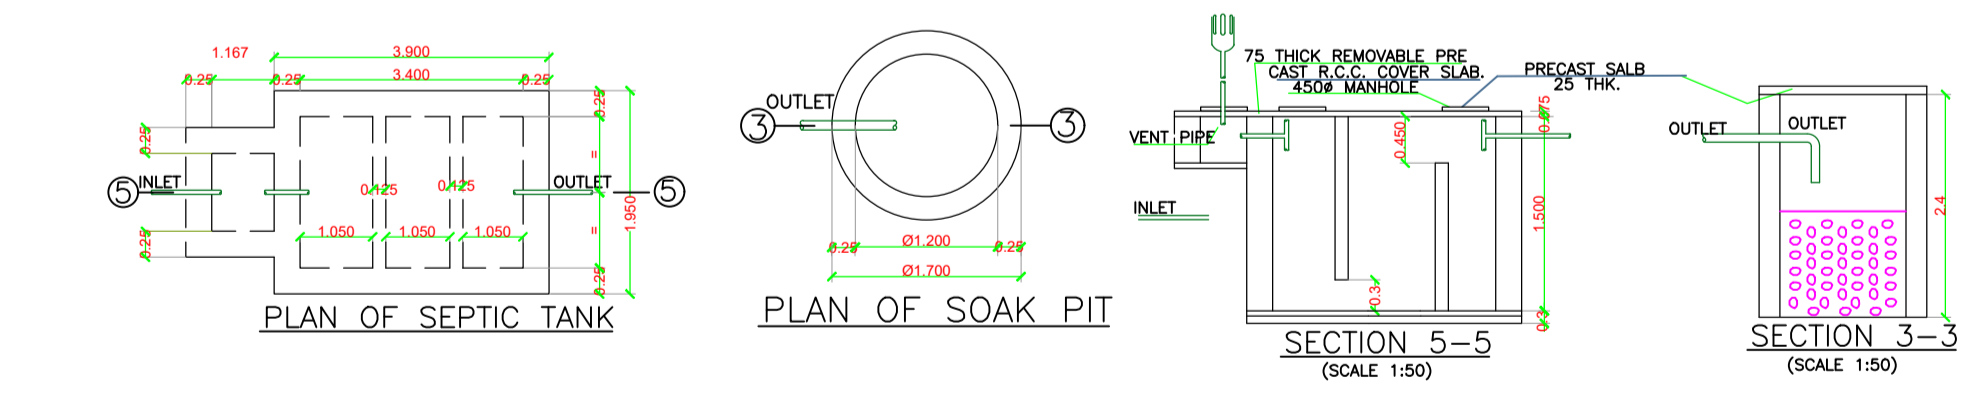 1.167
3.900
0.25
0.25
3.400
0.25
0.25
0.25
=
5
INLET
0.125
0.125
OUTLET
5
1.950
0.25
1.050
1.050
1.050
=
0.25
PLAN OF SEPTIC TANK
OUTLET
3
3
0.25
Ø1.200
0.25
Ø1.700
PLAN OF SOAK PIT
75 THICK REMOVABLE PRE
CAST R.C.C. COVER SLAB.
450ø MANHOLE
PRECAST SALB
25 THK.
VENT PIPE
0.450
0.075
INLET
1.500
0.3
0.3
SECTION 5-5
(SCALE 1:50)
OUTLET
OUTLET
2.4
SECTION 3-3
(SCALE 1:50)